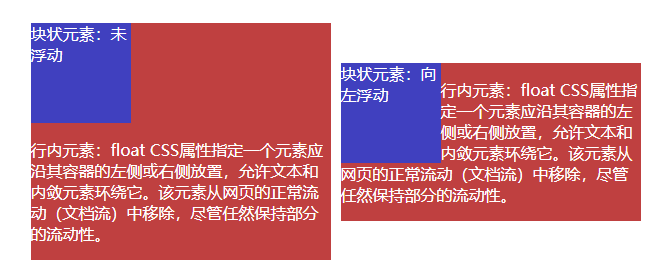 块状元素：未
浮动
行内元素：float CSS属性指定一个元素应
沿其容器的左侧或右侧放置，允许文本和
内敛元素环绕它。该元素从网页的正常流
动（文档流）中移除，尽管任然保持部分
的流动性。
块状元素：向
左浮动
行内元素：float CSS属性指
定一个元素应沿其容器的左
侧或右侧放置，允许文本和
内敛元素环绕它。该元素从
网页的正常流动（文档流）中移除，尽管
任然保持部分的流动性。